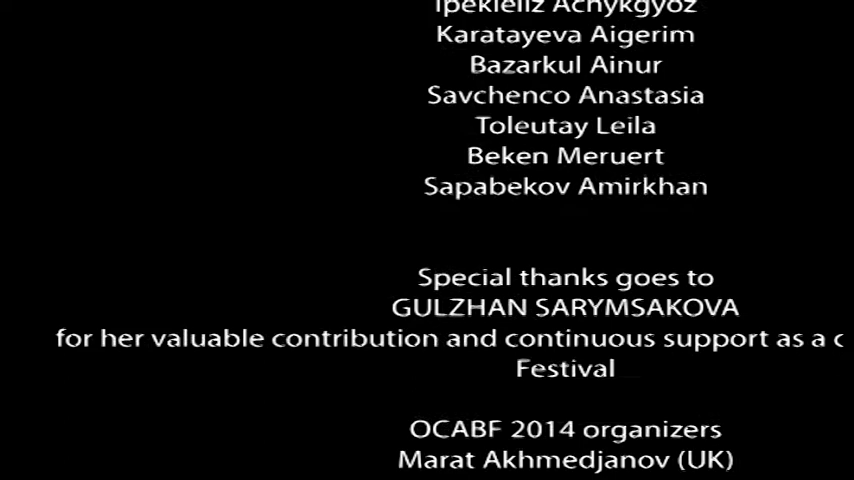 Achykgyoz
Karatayeva Aigerim
Bazarkul Ainur
Savchenco Anastasia
Toleutay Leila
Beken Meruert
Sapabekov Amirkhan
Special thanks goes to
GULZHAN SARYMSAKOVA
for her valuable contribution and continuous support as a
Festival
OCABF 2014 organizers
Marat Akhmedjanov (UK)